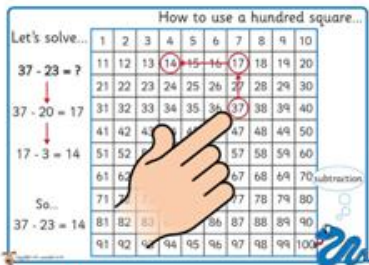 How to use a hundred square...
Let's solve...
37 - 23 = ?
37 - 20 = 17
17 - 3 = 14
So...
37 - 23 = 14
1 2 3 4 5 6 7 8 9 10
11 12 13 14 15 16 17 18 19 20
21 22 23 24 25 26 27 28 29 30
31 32 33 34 35 36 37 38 39 40
41 42 43 47 48 49 50
51 52 57 58 59 60
61 62 67 68 69 70
71 77 78 79 80
81 82 83 86 87 88 89 90
91 92 93 94 95 96 97 98 99 100
subtraction